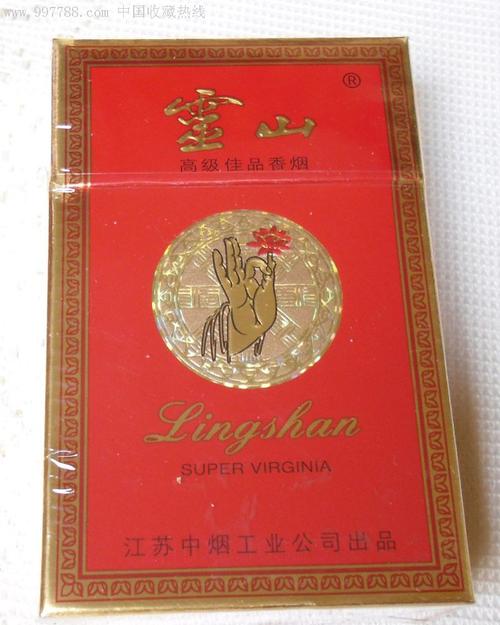 www.997788.com 中国收藏热线
靈山®
高级佳品香烟
Lingshan
SUPER VIRGINIA
江苏中烟工业公司出品